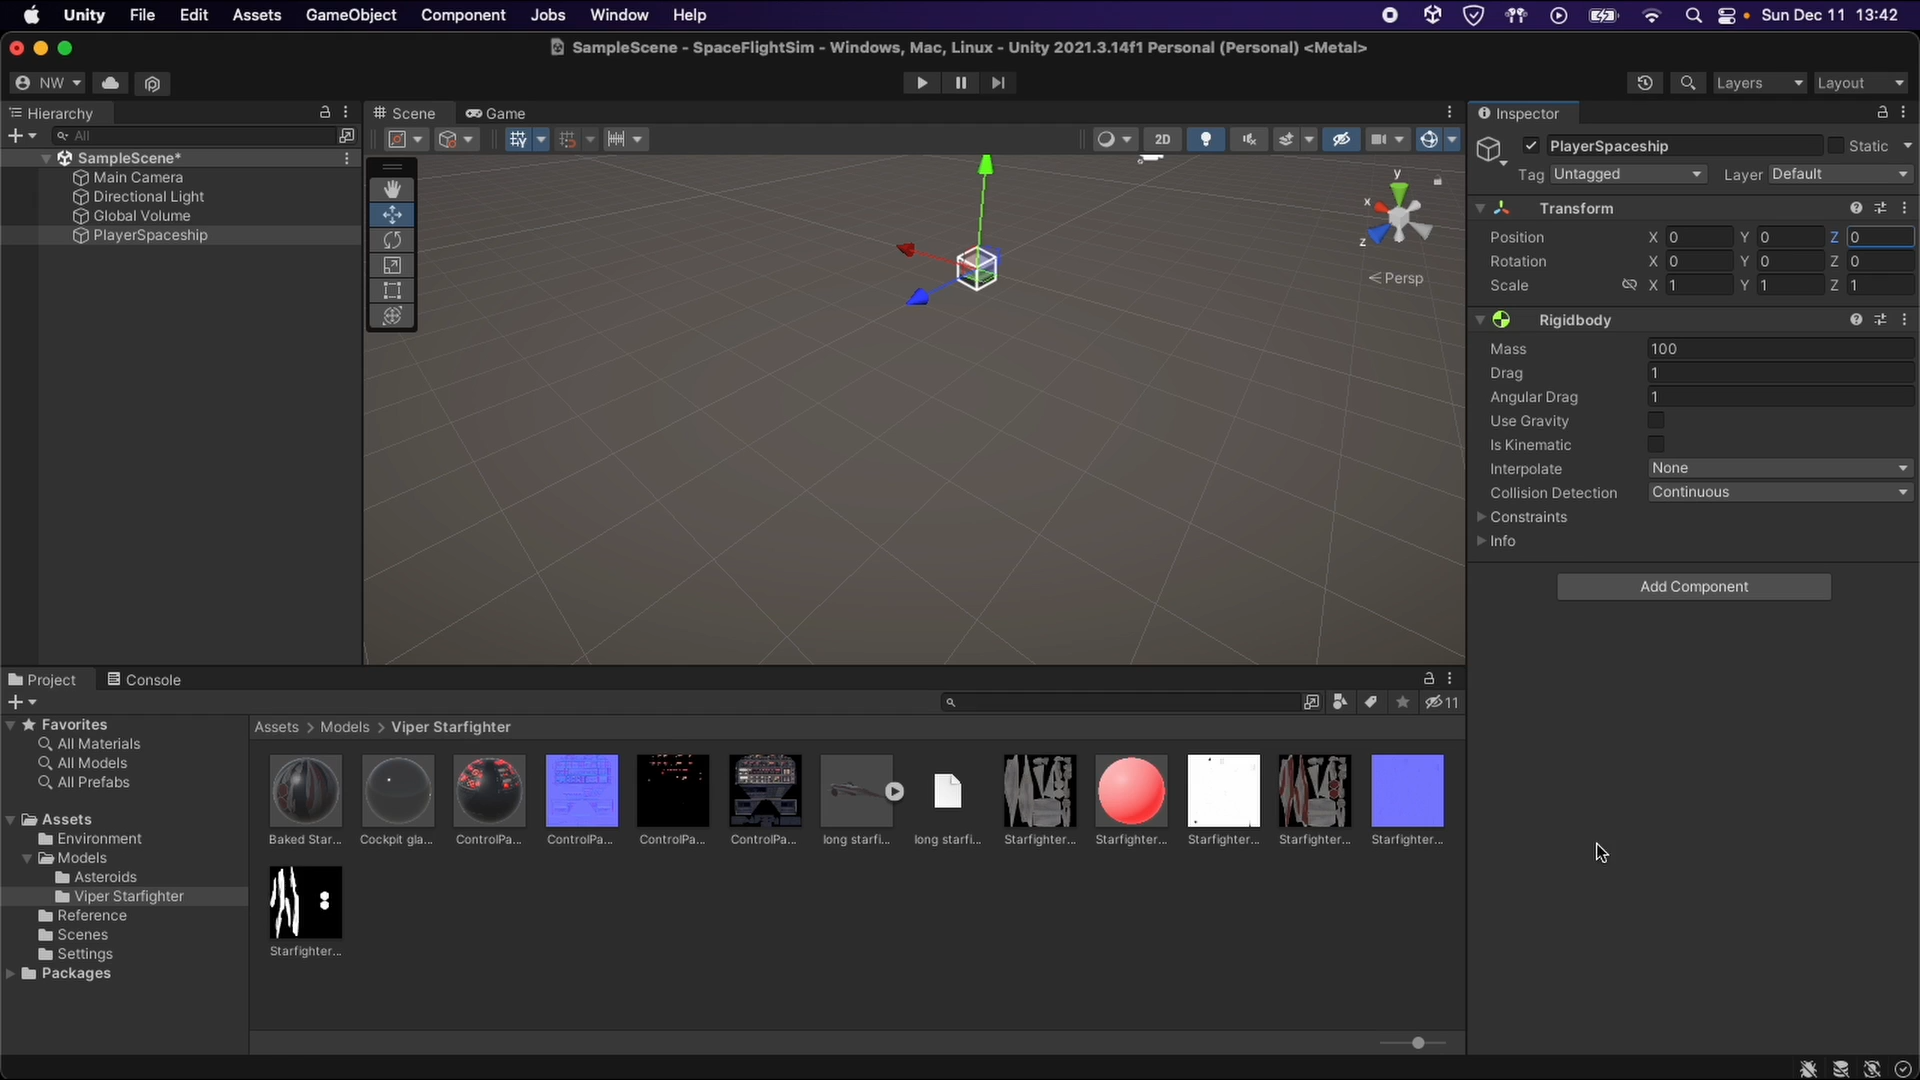 Unity File Edit Assets GameObject Component Jobs Window Help Sun Dec 11 13:42
SampleScene - SpaceFlightSim - Windows, Mac, Linux - Unity 2021.3.14f1 Personal (Personal) <Metal>
NW Layers Layout
Hierarchy
All
SampleScene*
Main Camera
Directional Light
Global Volume
PlayerSpaceship
Scene Game
2D
y
x
z
Persp
Inspector
PlayerSpaceship Static
Tag Untagged Layer Default
Transform
Position X 0 Y 0 Z 0
Rotation X 0 Y 0 Z 0
Scale X 1 Y 1 Z 1
Rigidbody
Mass 100
Drag 1
Angular Drag 1
Use Gravity
Is Kinematic
Interpolate None
Collision Detection Continuous
Constraints
Info
Add Component
Project Console
11
Favorites
All Materials
All Models
All Prefabs
Assets
Environment
Models
Asteroids
Viper Starfighter
Reference
Scenes
Settings
Packages
Assets > Models > Viper Starfighter
Baked Star... Cockpit gla... ControlPa... ControlPa... ControlPa... ControlPa... long starfi... long starfi... Starfighter... Starfighter... Starfighter... Starfighter... Starfighter...
Starfighter...